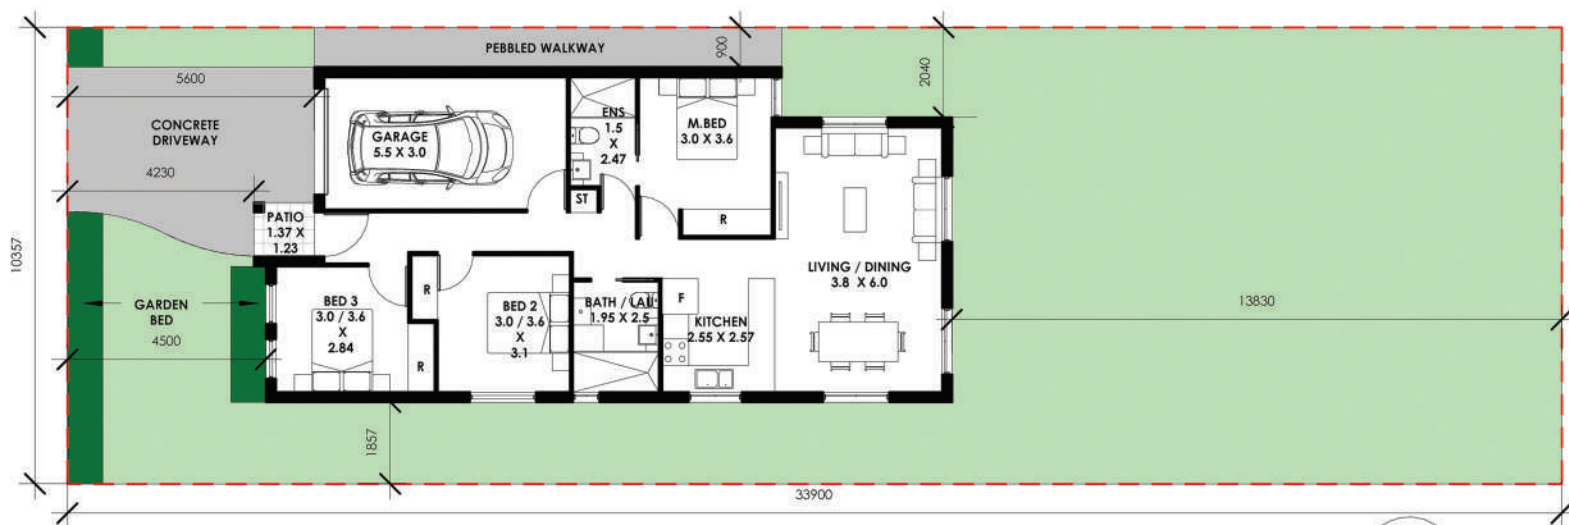 PEBBLED WALKWAY
900
2040
5600
CONCRETE
DRIVEWAY
4230
GARAGE
5.5 X 3.0
ENS
1.5
X
2.47
M.BED
3.0 X 3.6
ST
R
PATIO
1.37 X
1.23
10357
LIVING / DINING
3.8 X 6.0
GARDEN
BED
4500
BED 3
3.0 / 3.6
X
2.84
R
R
BED 2
3.0 / 3.6
X
3.1
BATH / LAU
1.95 X 2.5
F
KITCHEN
2.55 X 2.57
13830
1857
33900